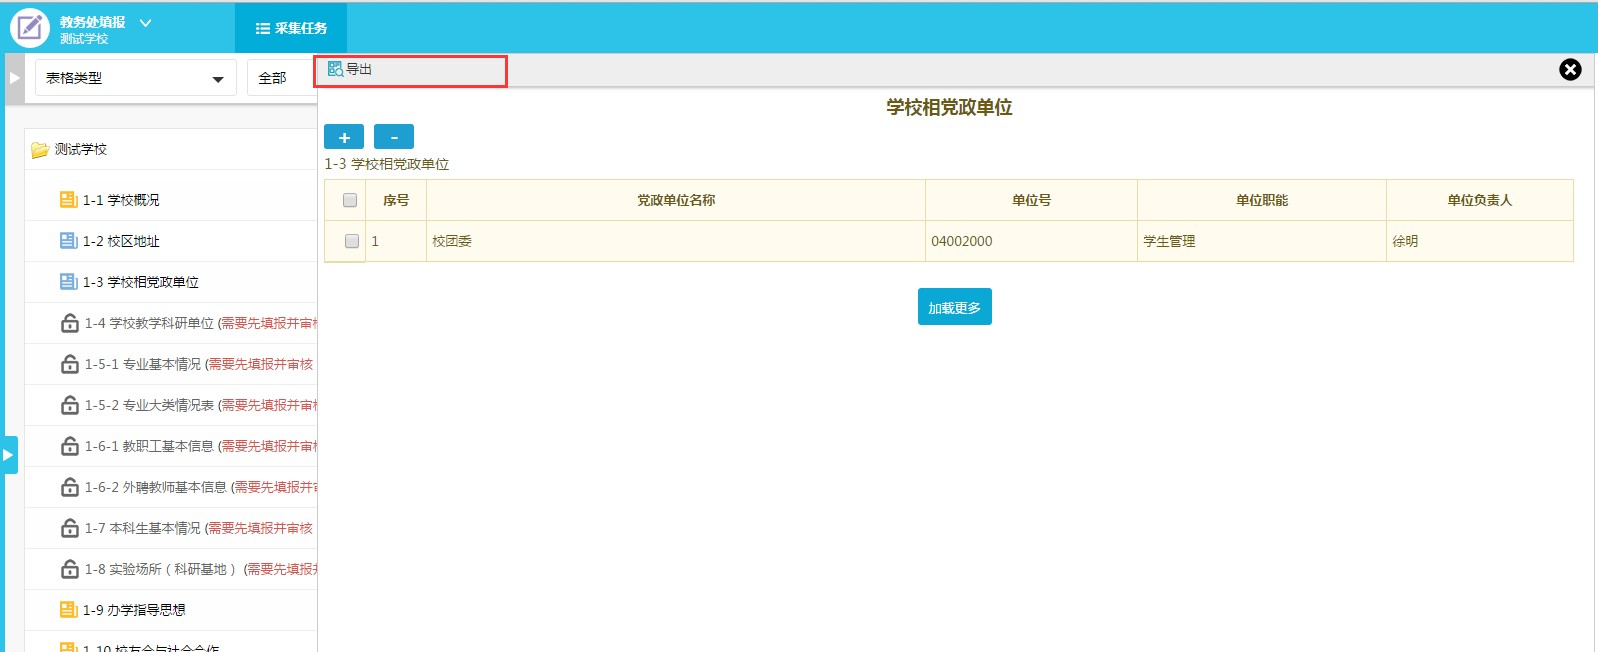 教务处填报
测试学校
采集任务
表格类型
全部
导出
测试学校
1-1 学校概况
1-2 校区地址
1-3 学校相党政单位
1-4 学校教学科研单位 (需要先填报并审
1-5-1 专业基本情况 (需要先填报并审核
1-5-2 专业大类情况表 (需要先填报并审
1-6-1 教职工基本信息 (需要先填报并审
1-6-2 外聘教师基本信息 (需要先填报并
1-7 本科生基本情况 (需要先填报并审核
1-8 实验场所（科研基地） (需要先填报
1-9 办学指导思想
1-10 校友会与社会合作
学校相党政单位
+ -
1-3 学校相党政单位
序号 党政单位名称 单位号 单位职能 单位负责人
1 校团委 04002000 学生管理 徐明
加载更多